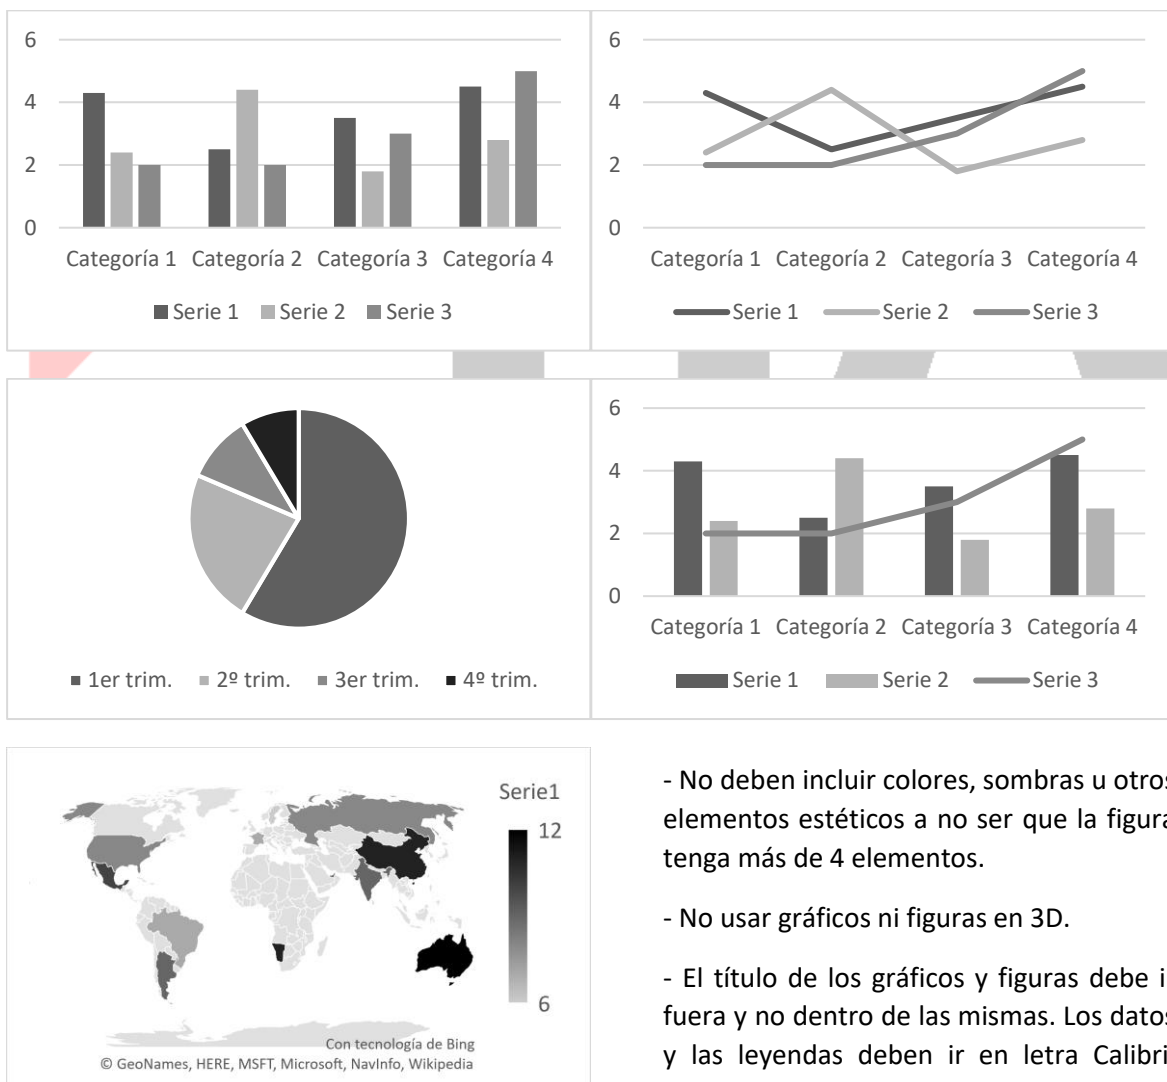 6
4
2
0
Categoría 1 Categoría 2 Categoría 3 Categoría 4
Serie 1 Serie 2 Serie 3
6
4
2
0
Categoría 1 Categoría 2 Categoría 3 Categoría 4
Serie 1 Serie 2 Serie 3
1er trim. 2º trim. 3er trim. 4º trim.
6
4
2
0
Categoría 1 Categoría 2 Categoría 3 Categoría 4
Serie 1 Serie 2 Serie 3
Serie1
12
6
Con tecnología de Bing
© GeoNames, HERE, MSFT, Microsoft, NavInfo, Wikipedia
- No deben incluir colores, sombras u otros
elementos estéticos a no ser que la figura
tenga más de 4 elementos.
- No usar gráficos ni figuras en 3D.
- El título de los gráficos y figuras debe i
fuera y no dentro de las mismas. Los datos
y las leyendas deben ir en letra Calibri